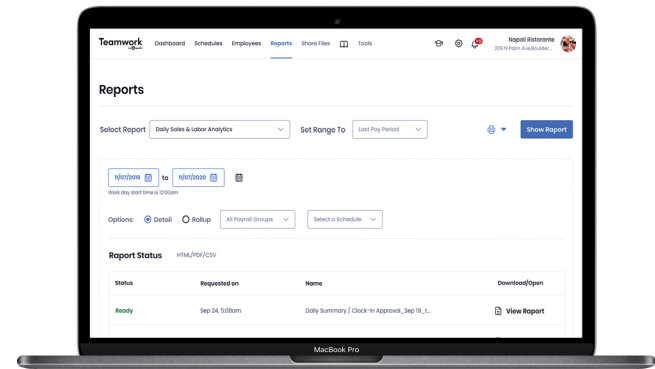 Teamwork Dashboard Schedules Employees Reports Share Files Tools Napoli Ristorante
209 N Palm Ave.Boulder,...
Reports
Select Report Daily Sales & Labor Analytics Set Range To Last Pay Period Show Report
11/07/2019 to 11/07/2020
Work day start time is 12:00am
Options: Detail Rollup All Payroll Groups Select a Schedule
Raport Status HTML/PDF/CSV
Status Requested on Name Download/Open
Ready Sep 24, 5:08am Daily Summary / Clock-In Approval_Sep 19_t... View Raport
MacBook Pro